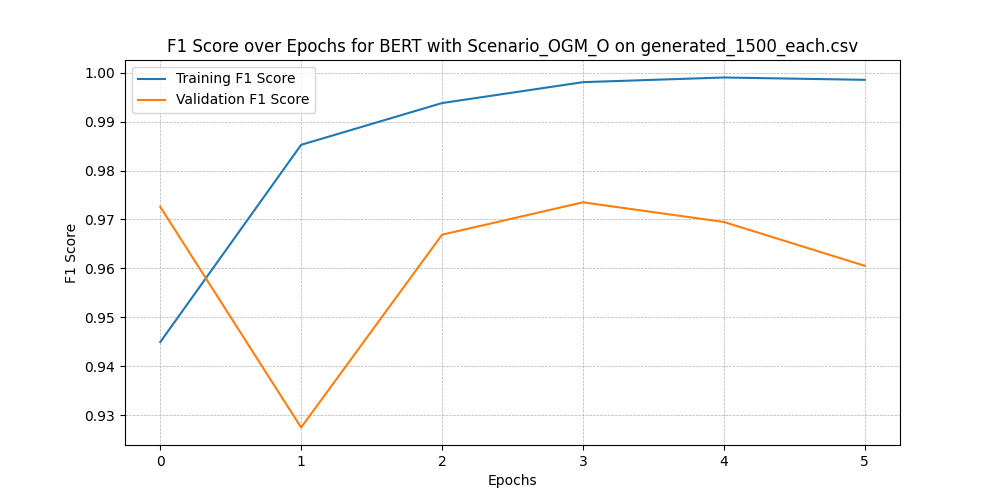 F1 Score over Epochs for BERT with Scenario_OGM_O on generated_1500_each.csv
Training F1 Score
Validation F1 Score
1.00
0.99
0.98
0.97
0.96
0.95
0.94
0.93
F1 Score
0 1 2 3 4 5
Epochs